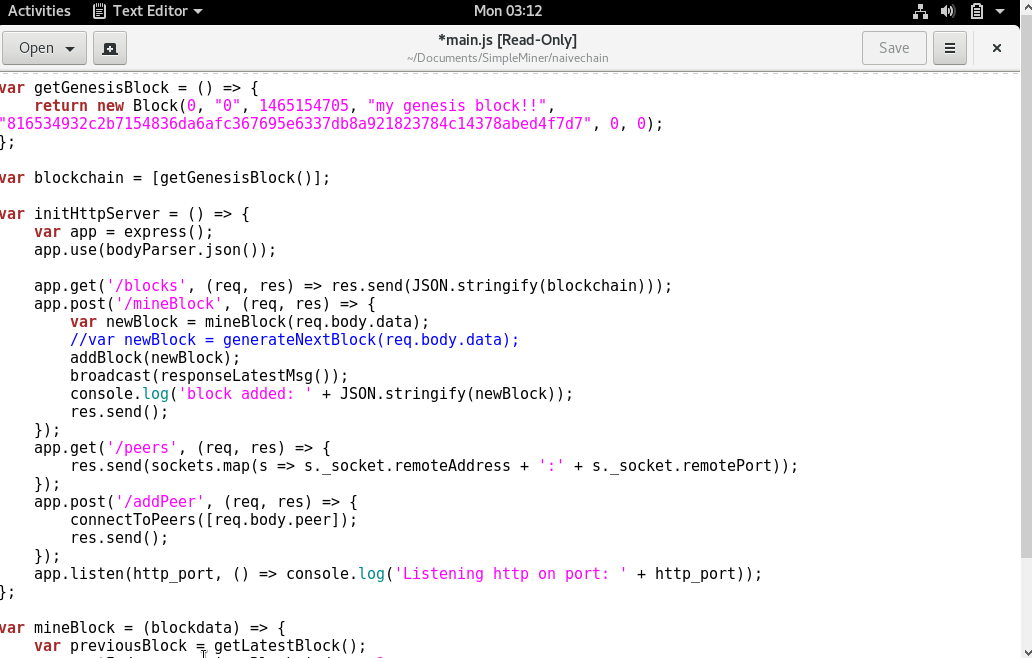 Activities Text Editor Mon 03:12
Open *main.js [Read-Only] Save
~/Documents/SimpleMiner/naivechain
var getGenesisBlock = () => {
    return new Block(0, "0", 1465154705, "my genesis block!!",
"816534932c2b7154836da6afc367695e6337db8a921823784c14378abed4f7d7", 0, 0);
};
var blockchain = [getGenesisBlock()];
var initHttpServer = () => {
    var app = express();
    app.use(bodyParser.json());
    app.get('/blocks', (req, res) => res.send(JSON.stringify(blockchain)));
    app.post('/mineBlock', (req, res) => {
        var newBlock = mineBlock(req.body.data);
        //var newBlock = generateNextBlock(req.body.data);
        addBlock(newBlock);
        broadcast(responseLatestMsg());
        console.log('block added: ' + JSON.stringify(newBlock));
        res.send();
    });
    app.get('/peers', (req, res) => {
        res.send(sockets.map(s => s._socket.remoteAddress + ':' + s._socket.remotePort));
    });
    app.post('/addPeer', (req, res) => {
        connectToPeers([req.body.peer]);
        res.send();
    });
    app.listen(http_port, () => console.log('Listening http on port: ' + http_port));
};
var mineBlock = (blockdata) => {
    var previousBlock = getLatestBlock();